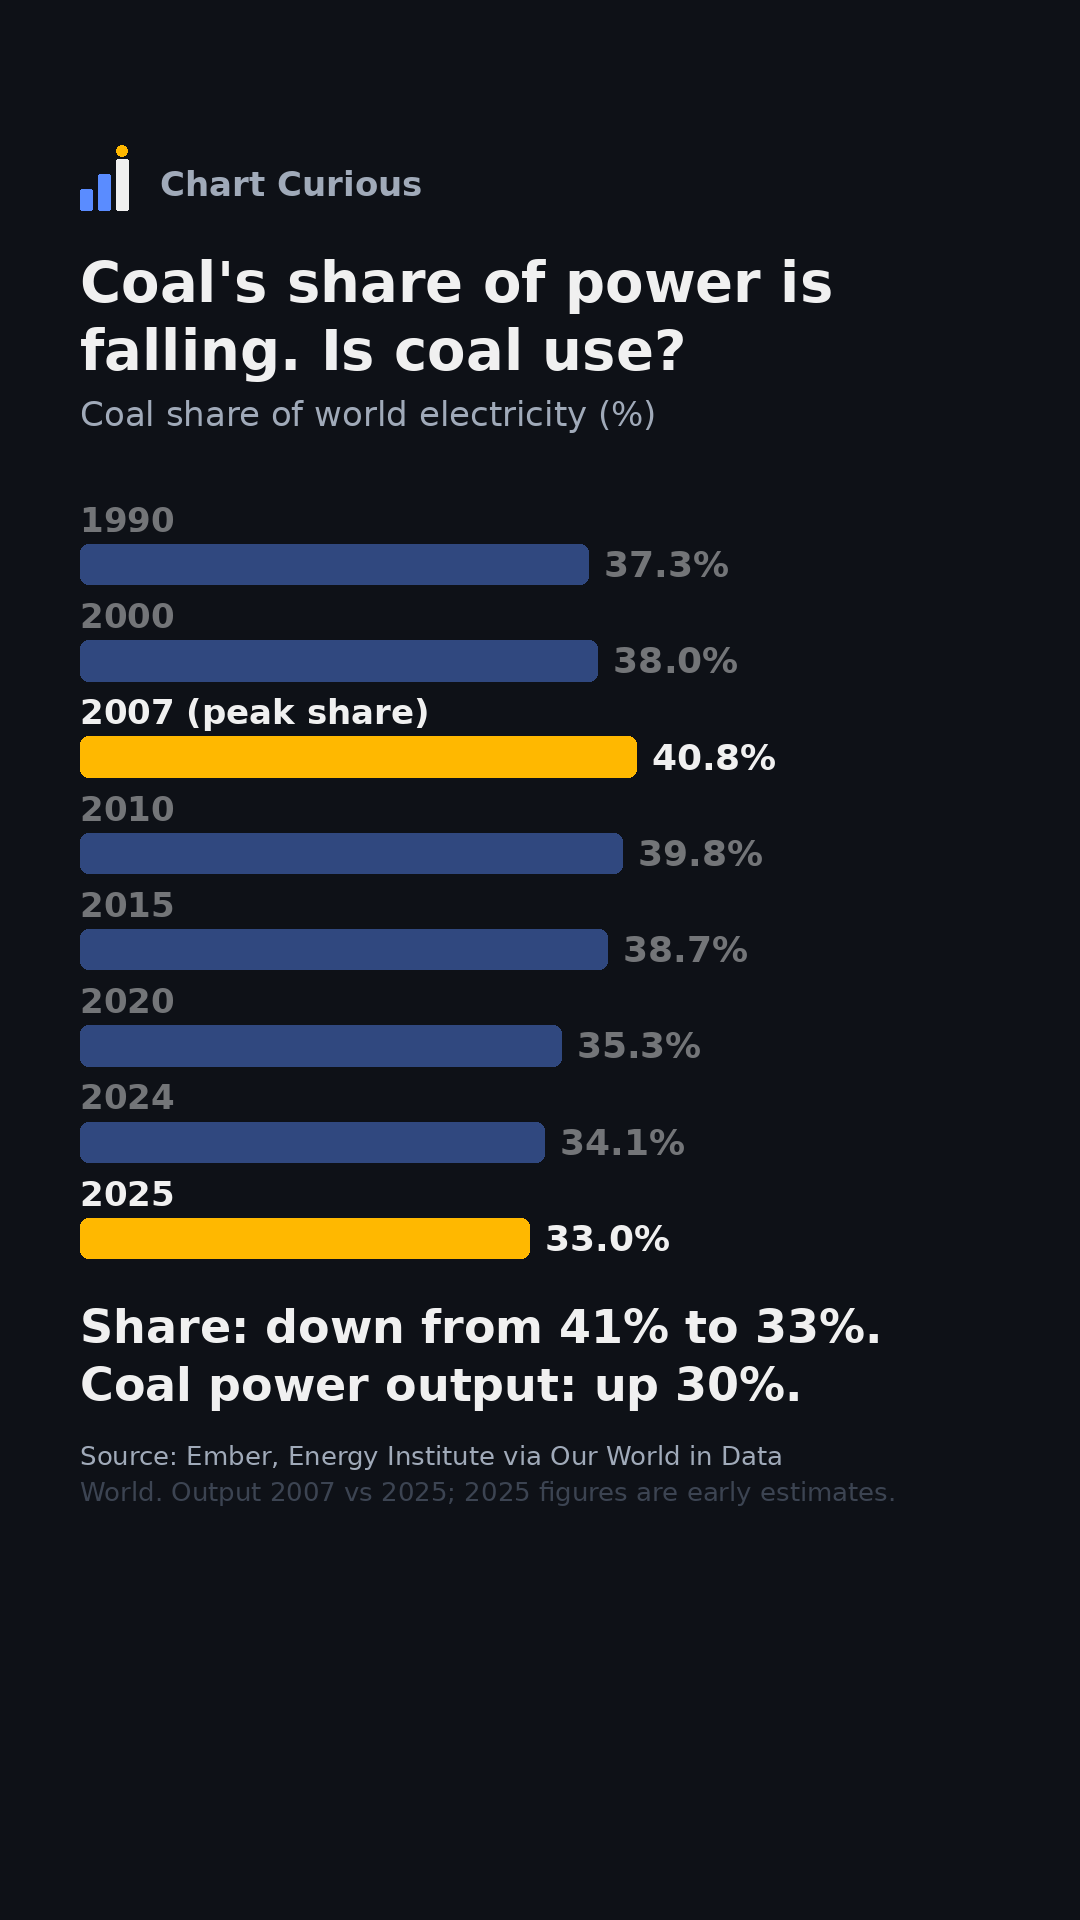 Chart Curious
Coal's share of power is
falling. Is coal use?
Coal share of world electricity (%)
1990
37.3%
2000
38.0%
2007 (peak share)
40.8%
2010
39.8%
2015
38.7%
2020
35.3%
2024
34.1%
2025
33.0%
Share: down from 41% to 33%.
Coal power output: up 30%.
Source: Ember, Energy Institute via Our World in Data
World. Output 2007 vs 2025; 2025 figures are early estimates.